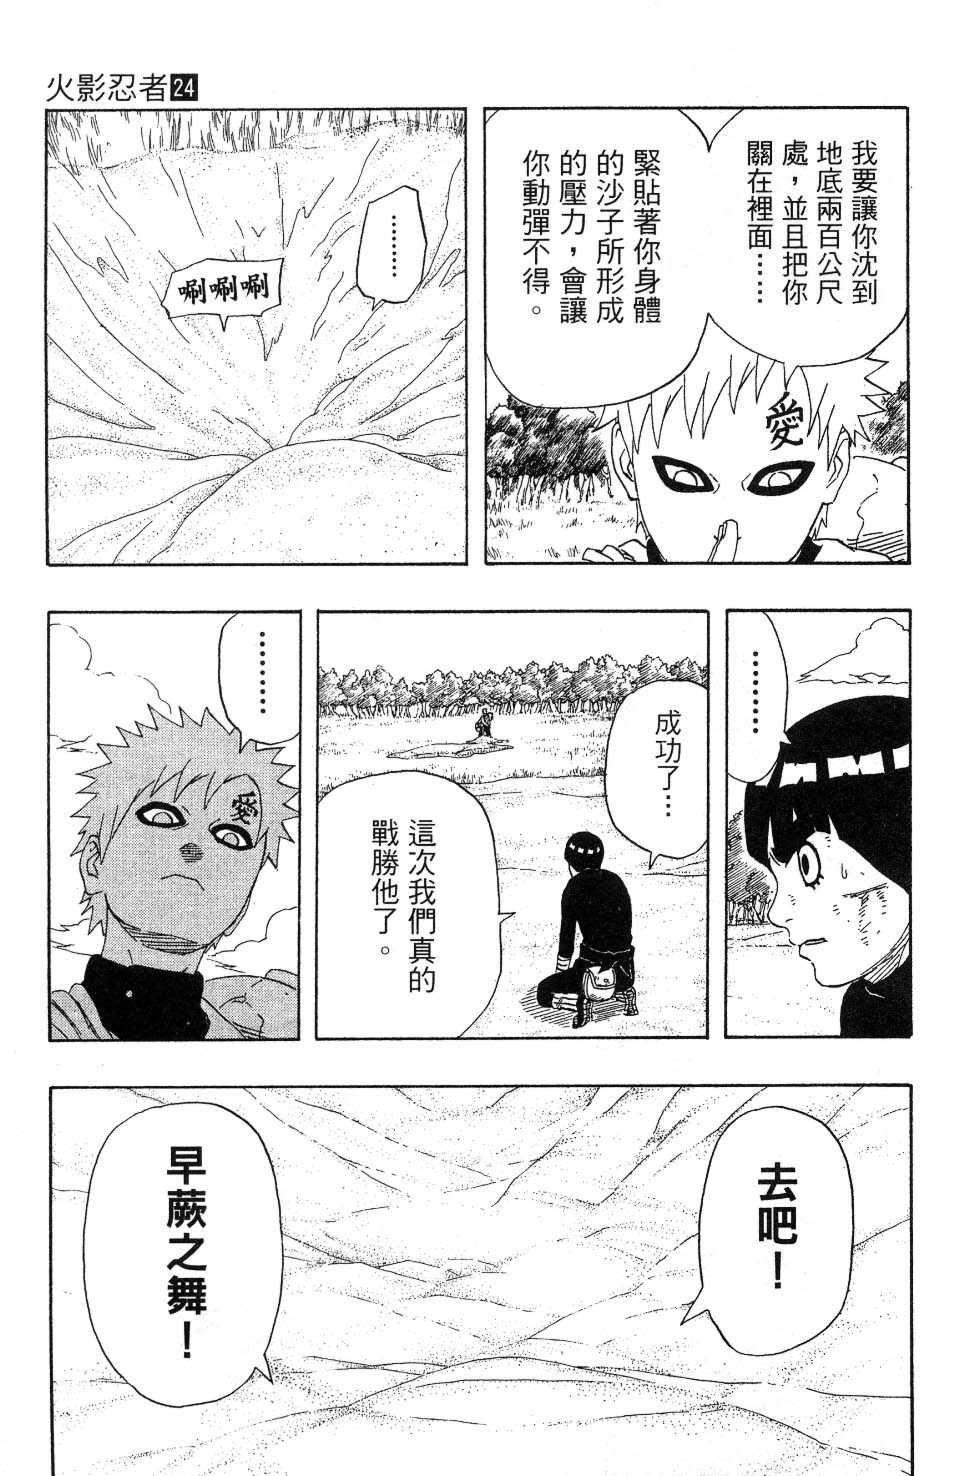 火影忍者24
我要讓你沈到
地底兩百公尺
處，並且把你
關在裡面……
緊貼著你身體
的沙子所形成
的壓力，會讓
你動彈不得。
愛
………
唰唰唰
………
成功了…
這次我們真的
戰勝他了。
………
愛
去吧！
早蕨之舞！